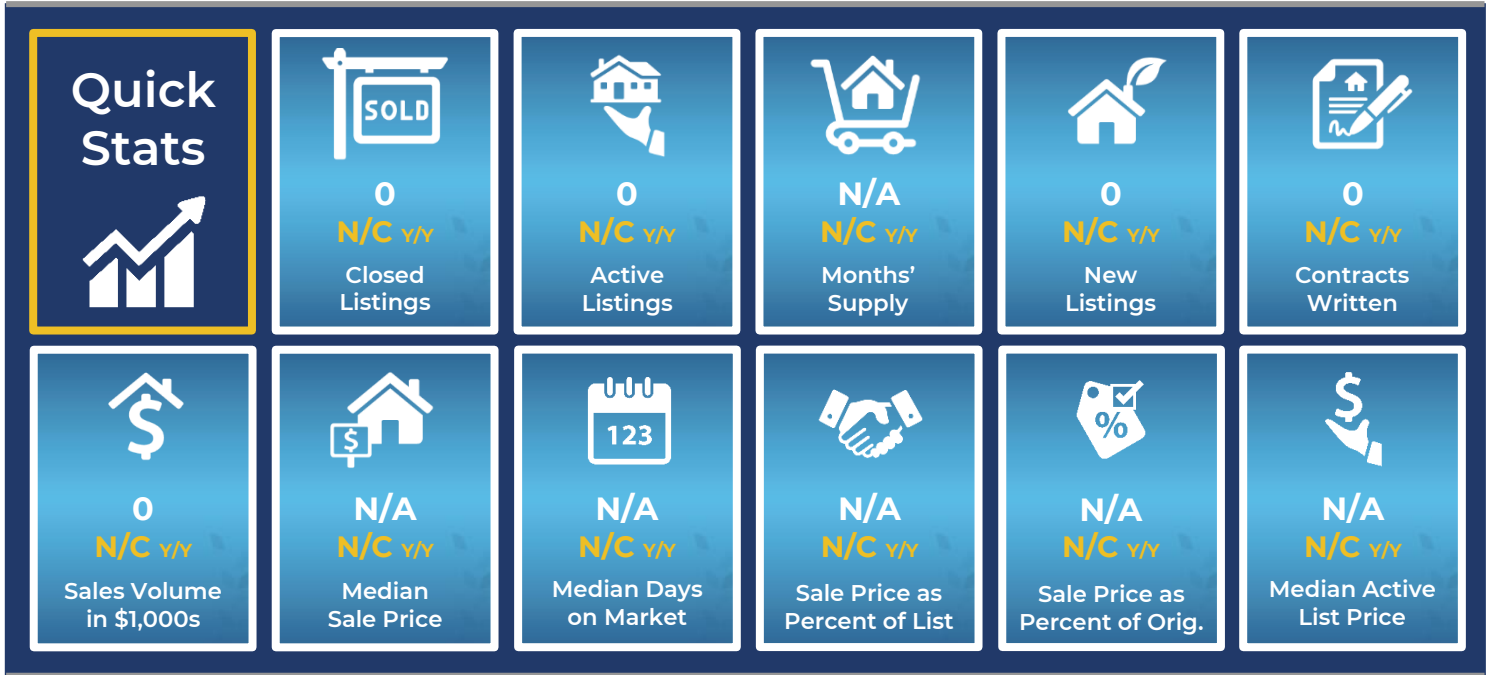 Quick
Stats
SOLD
0
N/C Y/Y
Closed
Listings
0
N/C Y/Y
Active
Listings
N/A
N/C Y/Y
Months’
Supply
0
N/C Y/Y
New
Listings
0
N/C Y/Y
Contracts
Written
$
0
N/C Y/Y
Sales Volume
in $1,000s
$
N/A
N/C Y/Y
Median
Sale Price
123
N/A
N/C Y/Y
Median Days
on Market
N/A
N/C Y/Y
Sale Price as
Percent of List
%
N/A
N/C Y/Y
Sale Price as
Percent of Orig.
$
N/A
N/C Y/Y
Median Active
List Price